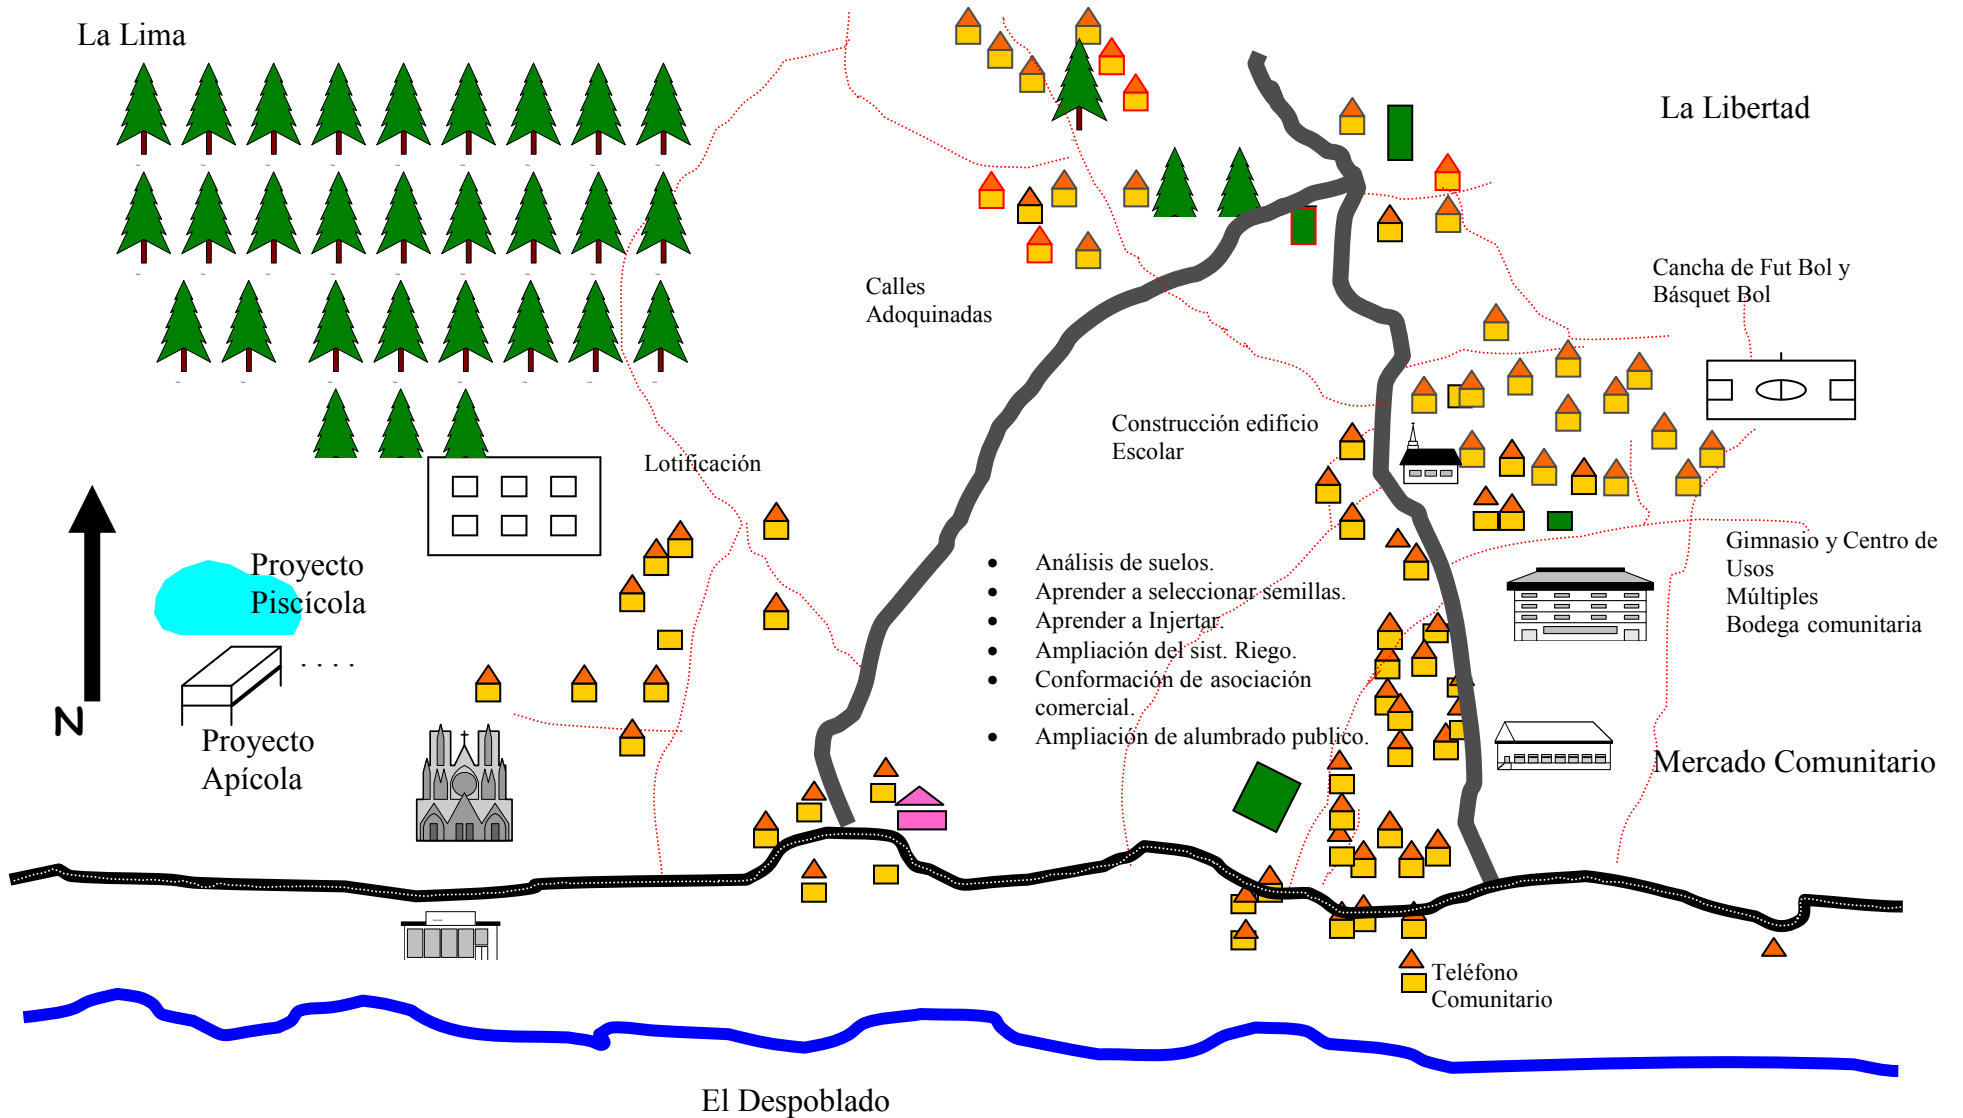 La Lima
La Libertad
Cancha de Fut Bol y
Básquet Bol
Calles
Adoquinadas
Construcción edificio
Escolar
Lotificación
Proyecto
Piscícola
• Análisis de suelos.
• Aprender a seleccionar semillas.
• Aprender a Injertar.
• Ampliación del sist. Riego.
• Conformación de asociación
comercial.
• Ampliación de alumbrado publico.
Gimnasio y Centro de
Usos
Múltiples
Bodega comunitaria
N
Proyecto
Apícola
Mercado Comunitario
Teléfono
Comunitario
El Despoblado